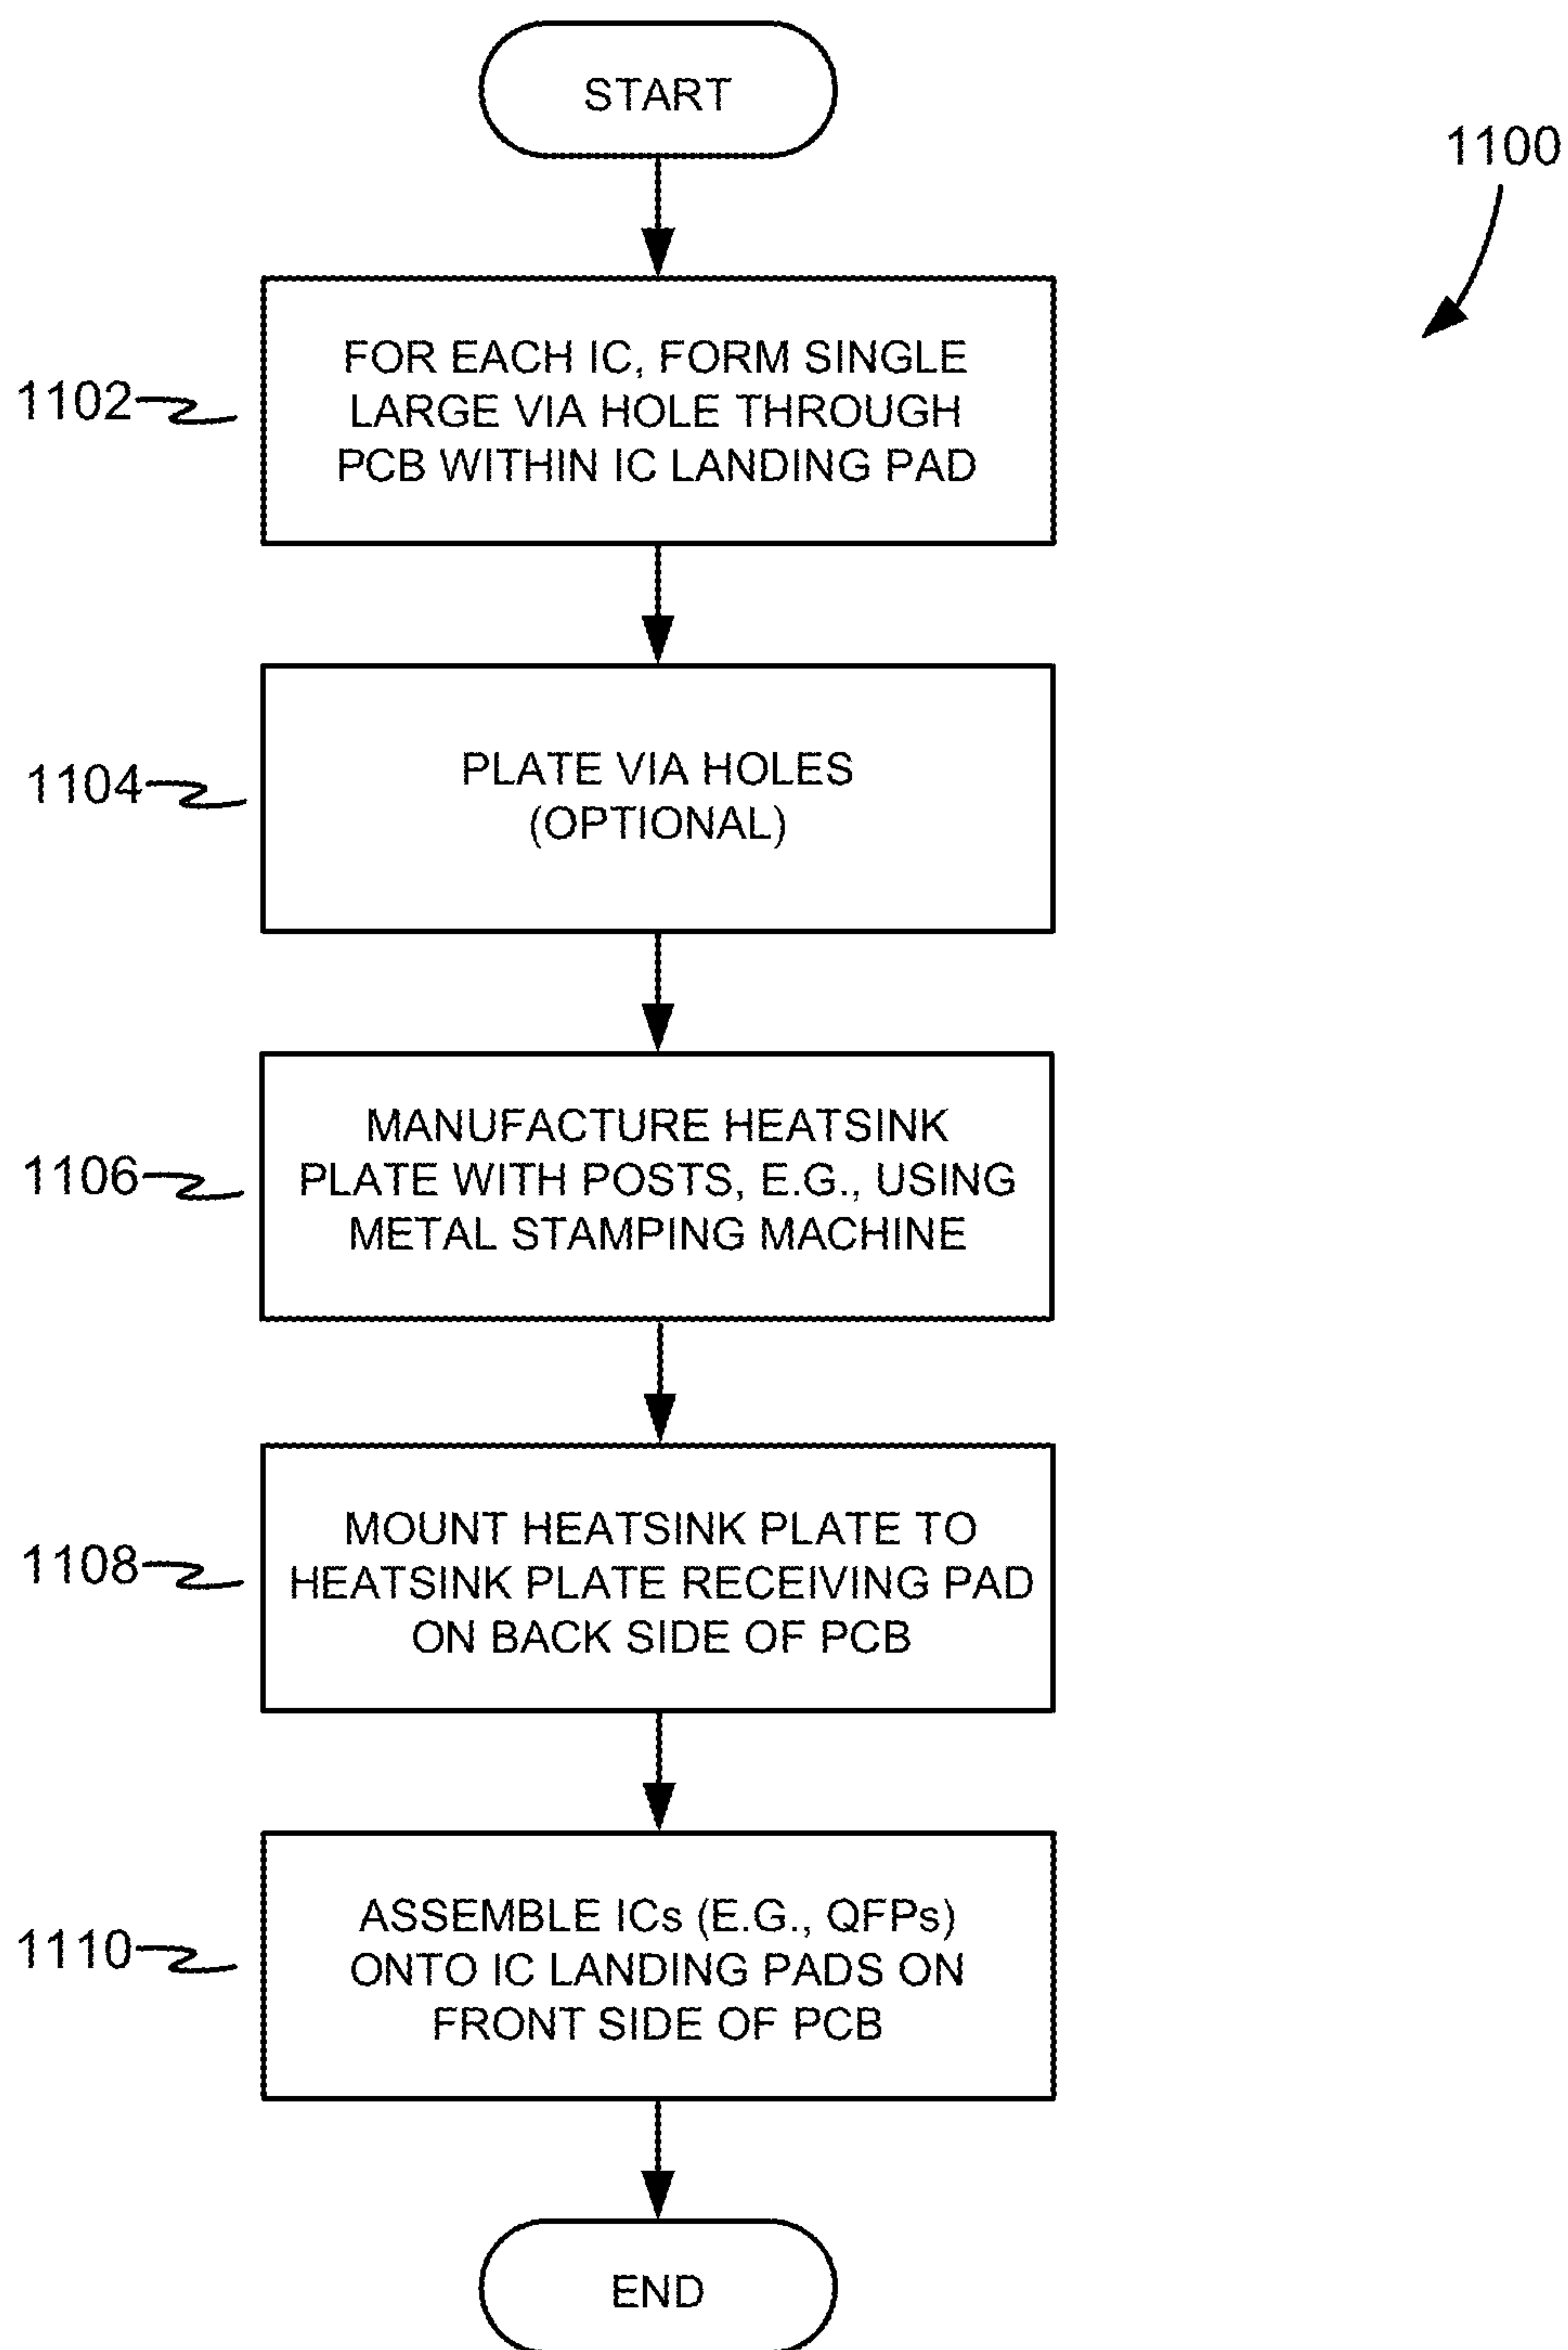 START
1100
1102
FOR EACH IC, FORM SINGLE
LARGE VIA HOLE THROUGH
PCB WITHIN IC LANDING PAD
1104
PLATE VIA HOLES
(OPTIONAL)
1106
MANUFACTURE HEATSINK
PLATE WITH POSTS, E.G., USING
METAL STAMPING MACHINE
1108
MOUNT HEATSINK PLATE TO
HEATSINK PLATE RECEIVING PAD
ON BACK SIDE OF PCB
1110
ASSEMBLE ICs (E.G., QFPs)
ONTO IC LANDING PADS ON
FRONT SIDE OF PCB
END